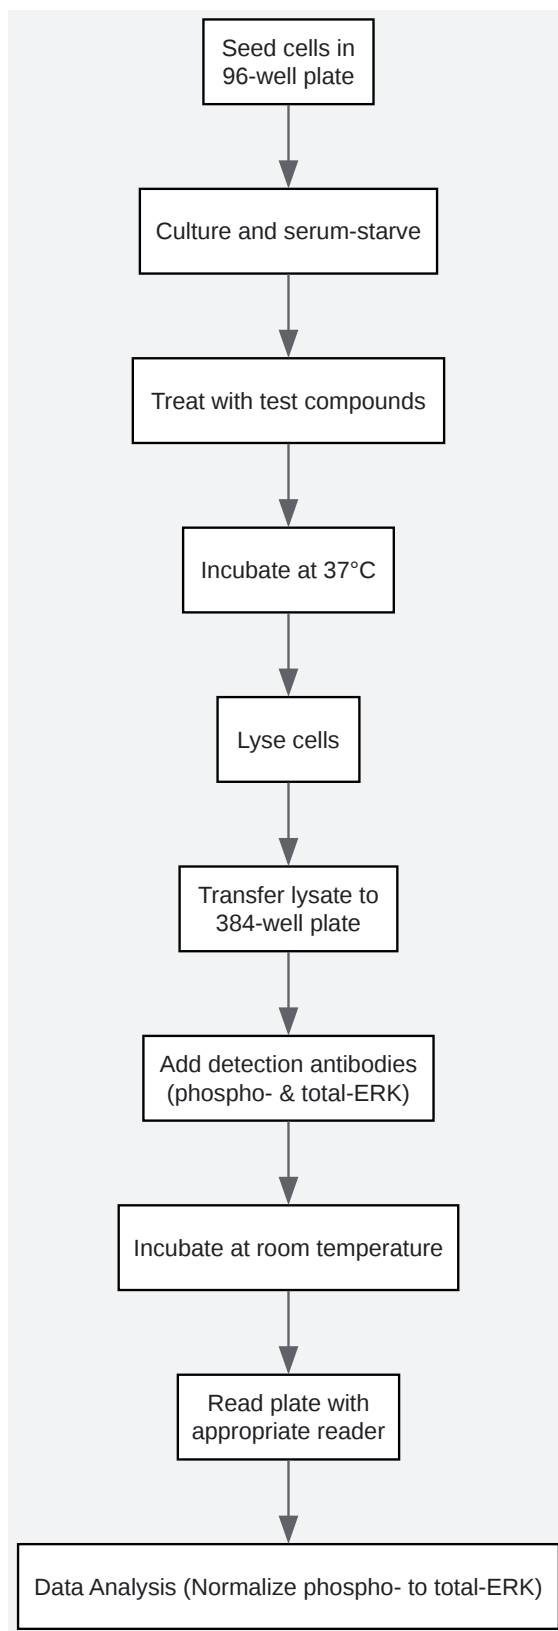 Seed cells in
96-well plate
Culture and serum-starve
Treat with test compounds
Incubate at 37°C
Lyse cells
Transfer lysate to
384-well plate
Add detection antibodies
(phospho- & total-ERK)
Incubate at room temperature
Read plate with
appropriate reader
Data Analysis (Normalize phospho- to total-ERK)